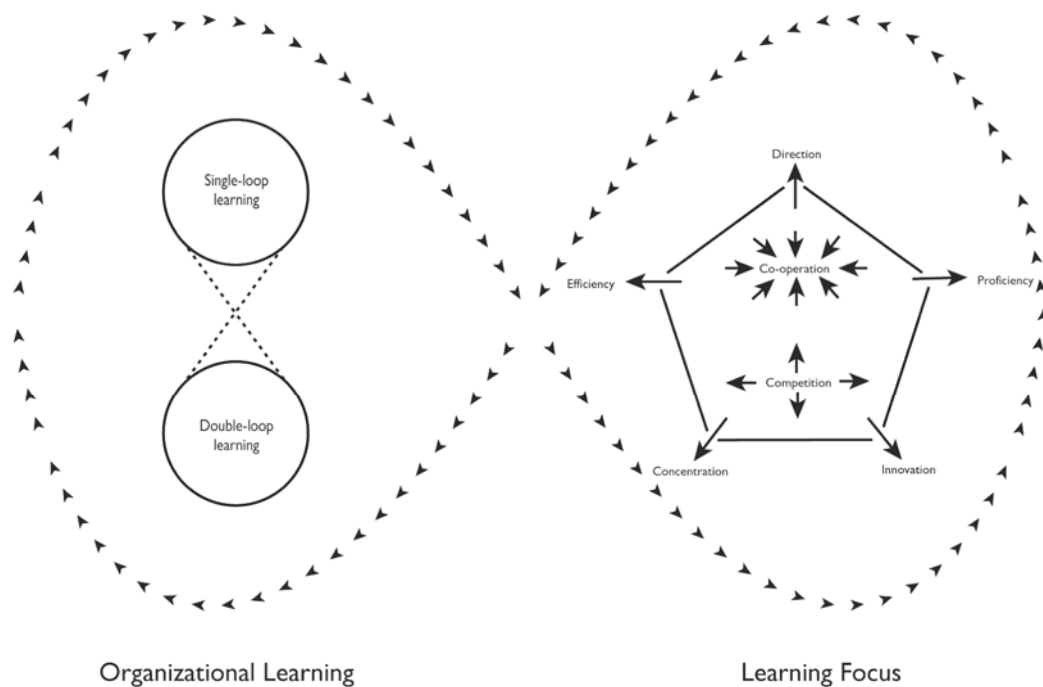 Single-loop
learning
Double-loop
learning
Direction
Co-operation
Efficiency
Proficiency
Competition
Concentration
Innovation
Organizational Learning
Learning Focus